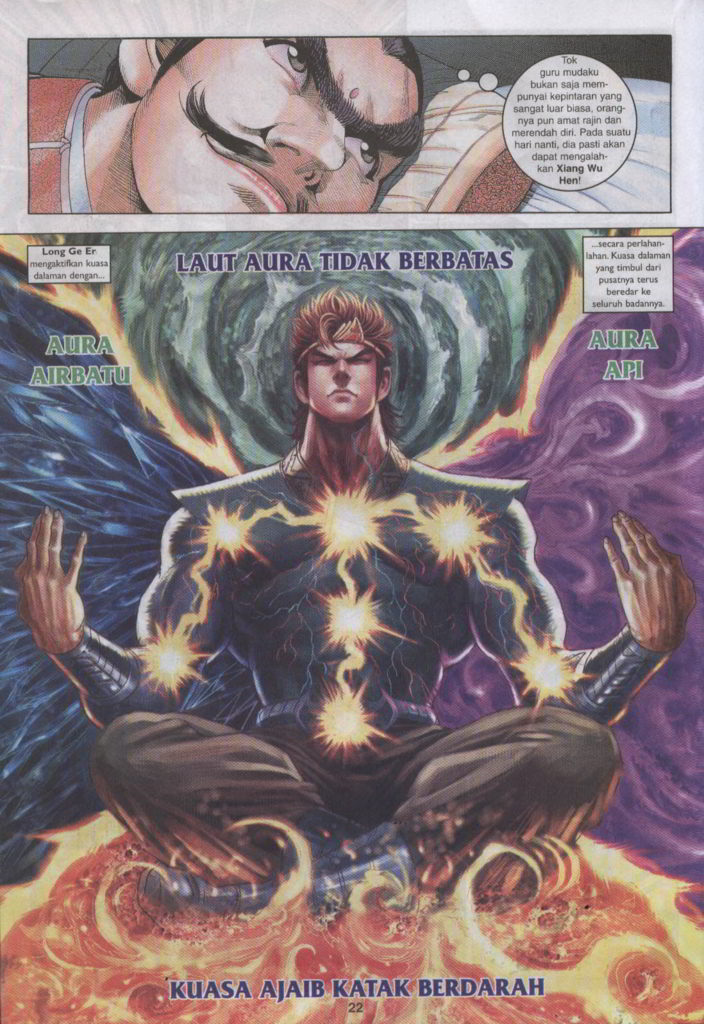 Tok
guru mudaku
bukan saja mem-
punyai kepintaran yang
sangat luar biasa, orang-
nya pun amat rajin dan
merendah diri. Pada suatu
hari nanti, dia pasti akan
dapat mengalah-
kan Xiang Wu
Hen!
Long Ge Er
mengaktifkan kuasa
dalaman dengan...
LAUT AURA TIDAK BERBATAS
...secara perlahan-
lahan. Kuasa dalaman
yang timbul dari
pusatnya terus
beredar ke
seluruh badannya.
AURA
AIRBATU
AURA
API
KUASA AJAIB KATAK BERDARAH
22